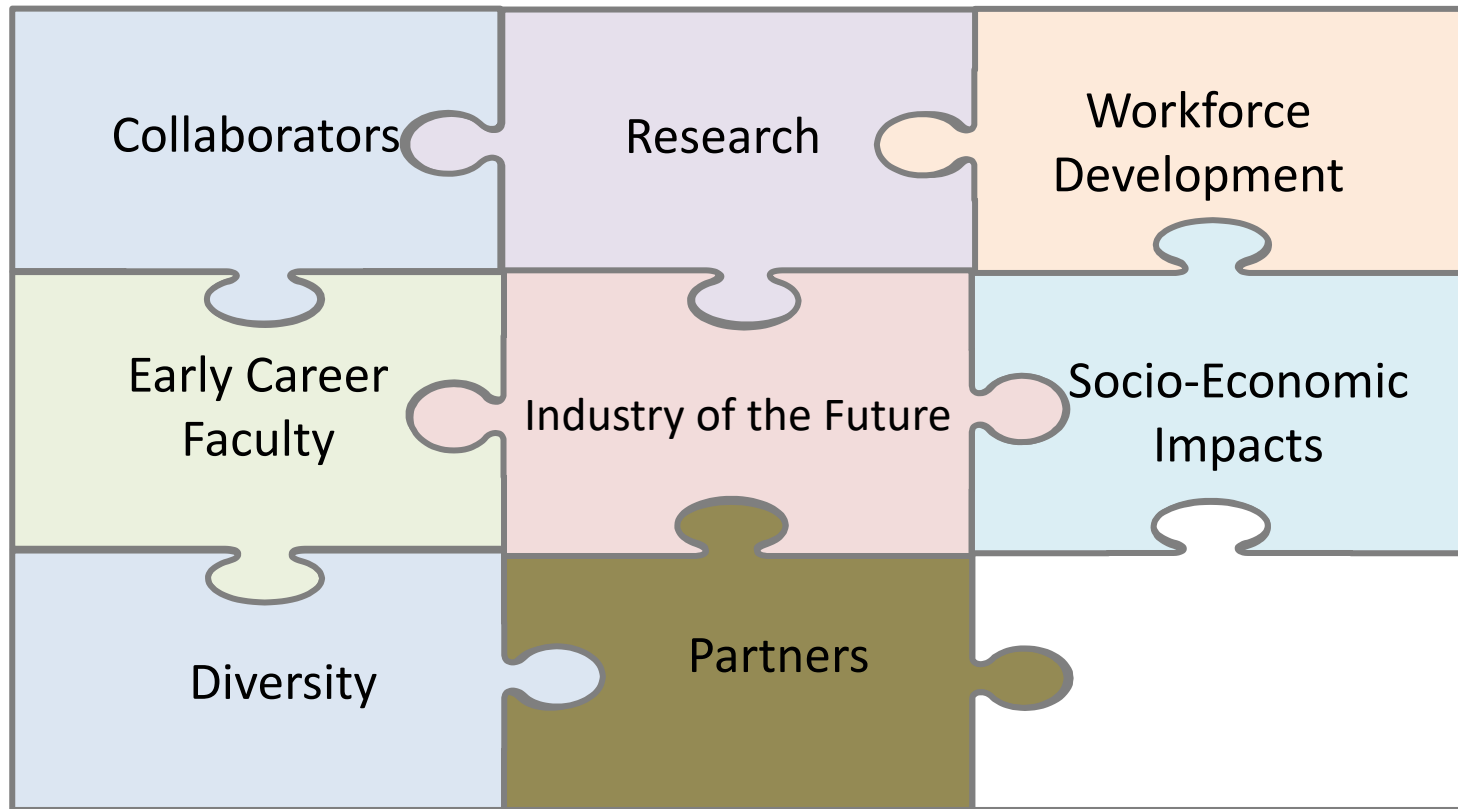 Collaborators
Research
Workforce
Development
Early Career
Faculty
Industry of the Future
Socio-Economic
Impacts
Diversity
Partners